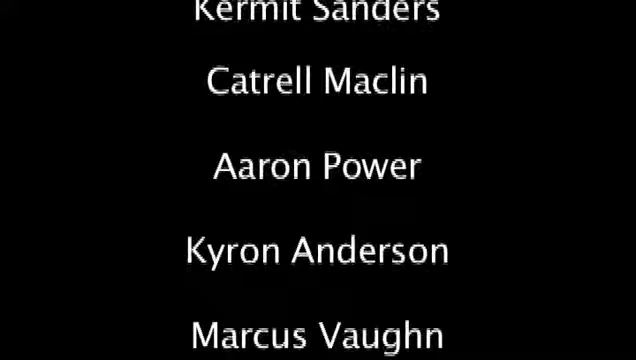 Kermit Sanders
Catrell Maclin
Aaron Power
Kyron Anderson
Marcus Vaughn